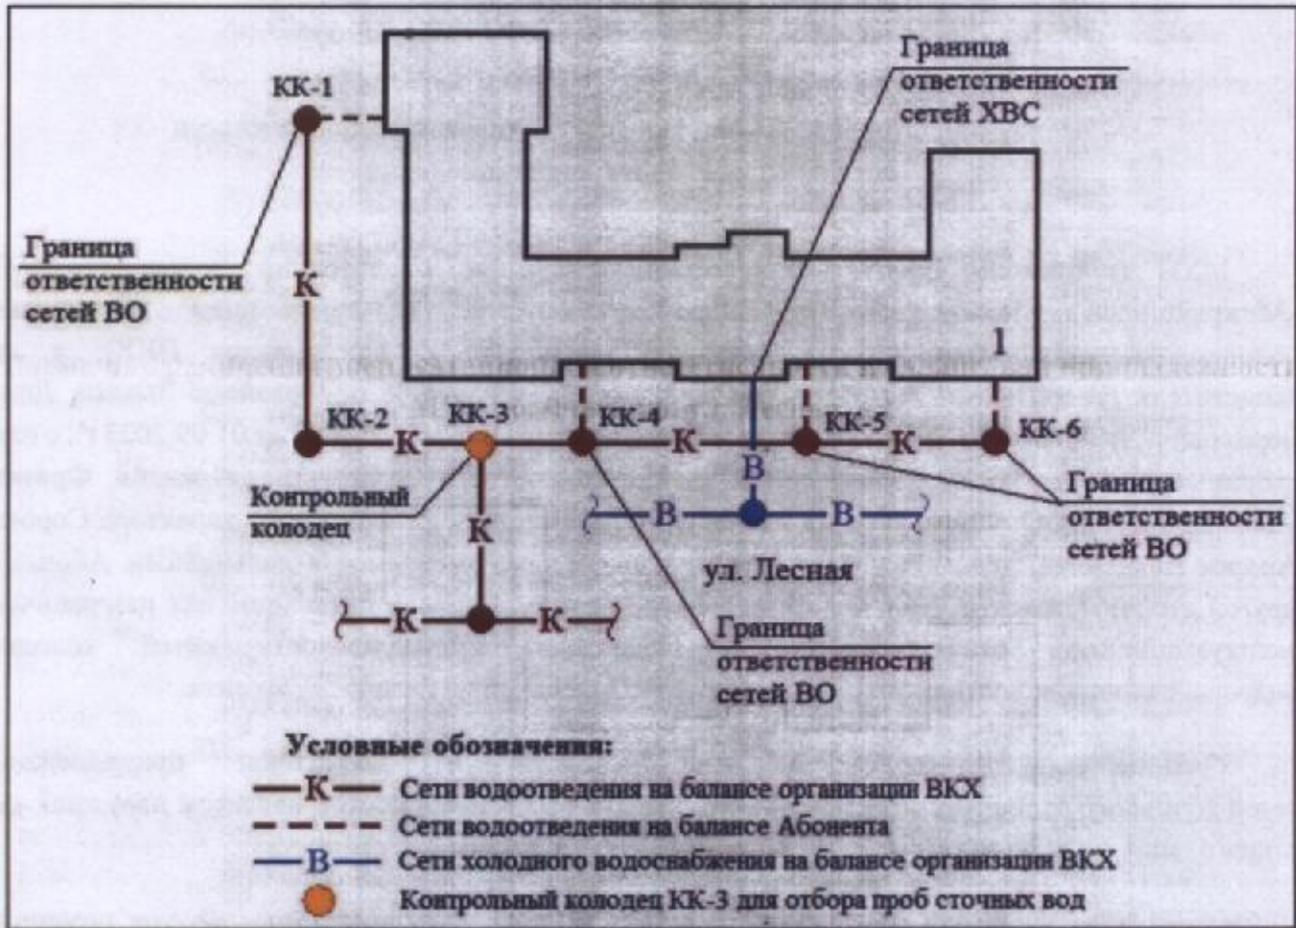 Граница
ответственности
сетей ХВС
КК-1
Граница
ответственности
сетей ВО
К
1
КК-2
КК-3
КК-4
КК-5
КК-6
К
К
К
В
Контрольный
колодец
К
В
В
Граница
ответственности
сетей ВО
ул. Лесная
К
К
Граница
ответственности
сетей ВО
Условные обозначения:
К Сети водоотведения на балансе организации ВКХ
Сети водоотведения на балансе Абонента
В Сети холодного водоснабжения на балансе организации ВКХ
Контрольный колодец КК-3 для отбора проб сточных вод